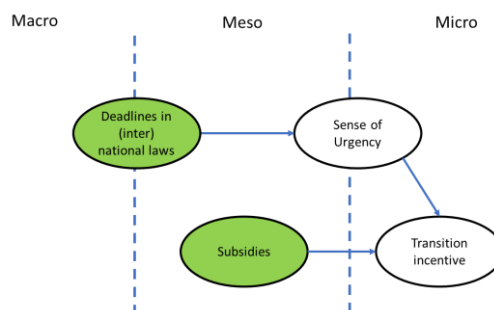 Macro
Meso
Micro
Deadlines in
(inter)
national laws
Sense of
Urgency
Subsidies
Transition
incentive